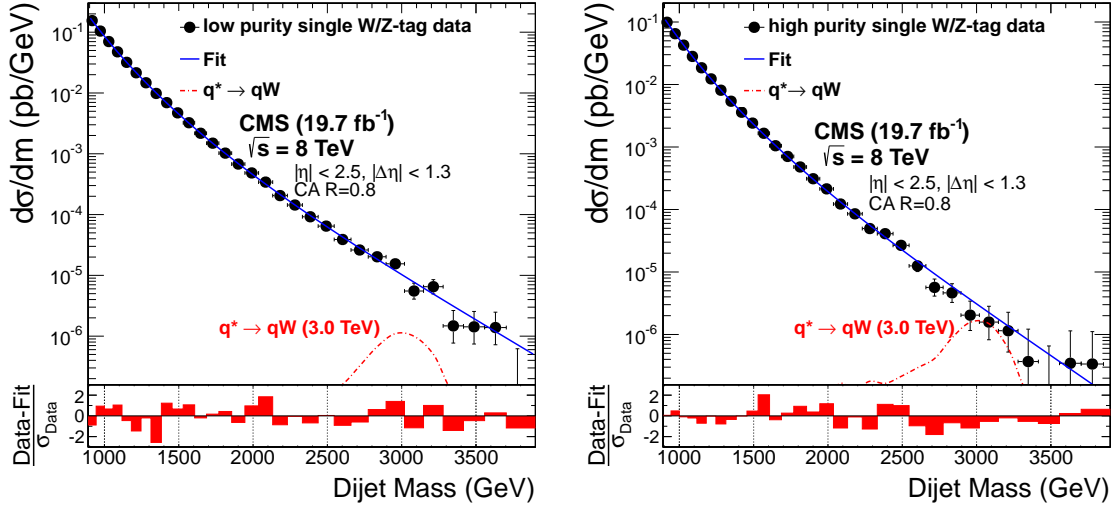 dσ/dm (pb/GeV)
10⁻¹
10⁻²
10⁻³
10⁻⁴
10⁻⁵
10⁻⁶
low purity single W/Z-tag data
Fit
q* → qW
CMS (19.7 fb⁻¹)
√s = 8 TeV
|η| < 2.5, |Δη| < 1.3
CA R=0.8
q* → qW (3.0 TeV)
Data-Fit
σData
2
0
-2
1000 1500 2000 2500 3000 3500
Dijet Mass (GeV)
dσ/dm (pb/GeV)
10⁻¹
10⁻²
10⁻³
10⁻⁴
10⁻⁵
10⁻⁶
high purity single W/Z-tag data
Fit
q* → qW
CMS (19.7 fb⁻¹)
√s = 8 TeV
|η| < 2.5, |Δη| < 1.3
CA R=0.8
q* → qW (3.0 TeV)
Data-Fit
σData
2
0
-2
1000 1500 2000 2500 3000 3500
Dijet Mass (GeV)